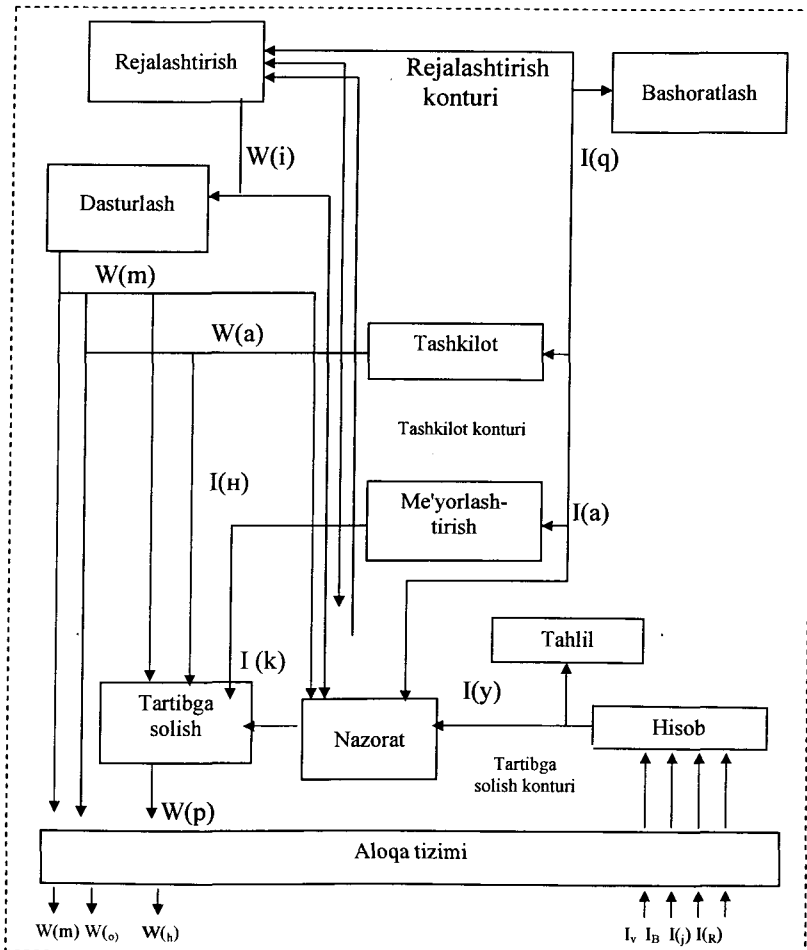 Rejalashtirish
Rejalashtirish
konturi
Bashoratlash
W(i)
I(q)
Dasturlash
W(m)
W(a)
Tashkilot
Tashkilot konturi
I(н)
Me'yorlash-
tirish
I(a)
Tahlil
I (k)
I(y)
Tartibga
solish
Nazorat
Hisob
Tartibga
solish konturi
W(p)
Aloqa tizimi
W(m) W(o) W(h)
Iv IB I(j) I(R)